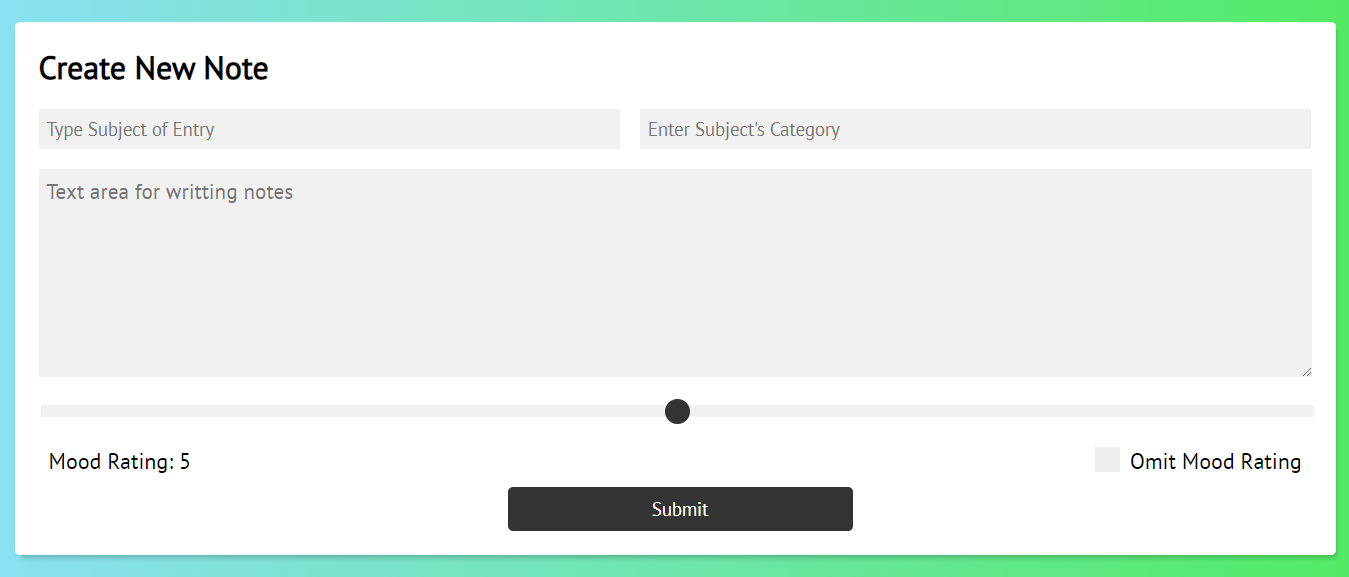 Create New Note
Type Subject of Entry
Enter Subject's Category
Text area for writting notes
Mood Rating: 5
Omit Mood Rating
Submit